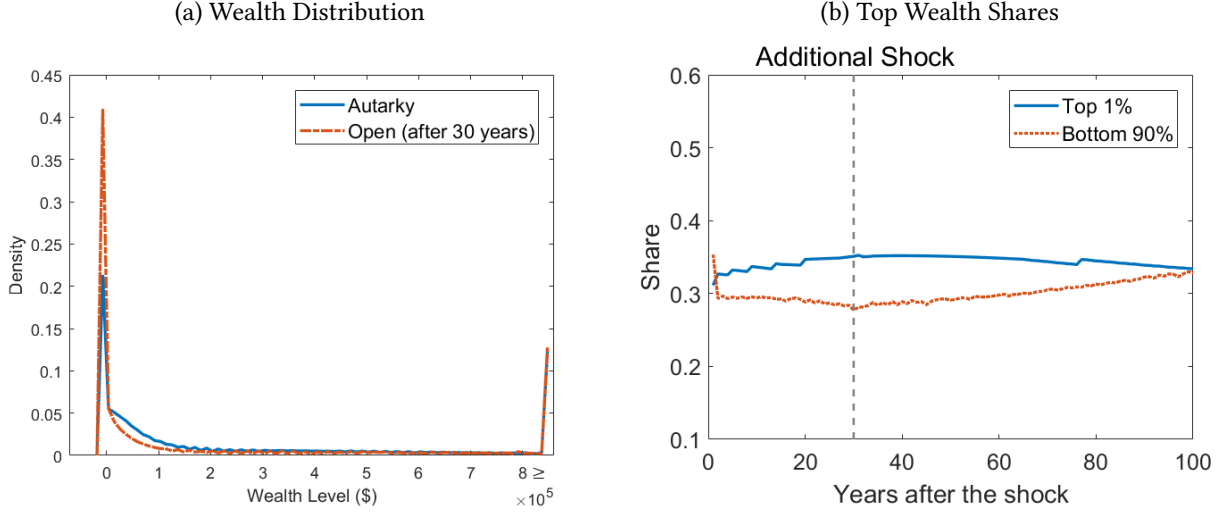 (a) Wealth Distribution
0.45
0.4
0.35
0.3
0.25
0.2
0.15
0.1
0.05
0
Density
Autarky
Open (after 30 years)
0 1 2 3 4 5 6 7 8 ≥
×10⁵
Wealth Level ($)
(b) Top Wealth Shares
Additional Shock
0.6
0.5
0.4
0.3
0.2
0.1
Share
Top 1%
Bottom 90%
0 20 40 60 80 100
Years after the shock